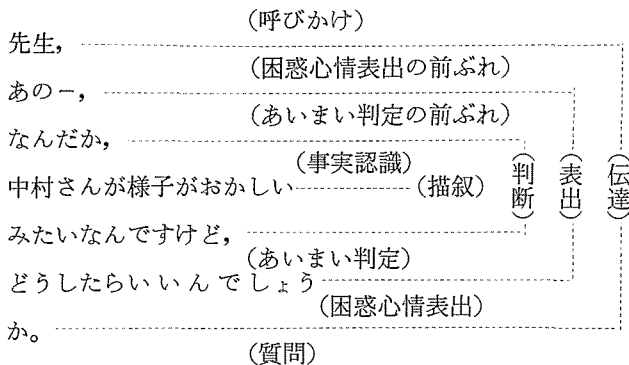 (呼びかけ)
先生,
(困惑心情表出の前ぶれ)
あのー,
(あいまい判定の前ぶれ)
なんだか,
(事実認識)
中村さんが様子がおかしい (描叙) (判断) (表出) (伝達)
みたいなんですけど,
(あいまい判定)
どうしたらいいんでしょう
(困惑心情表出)
か。
(質問)